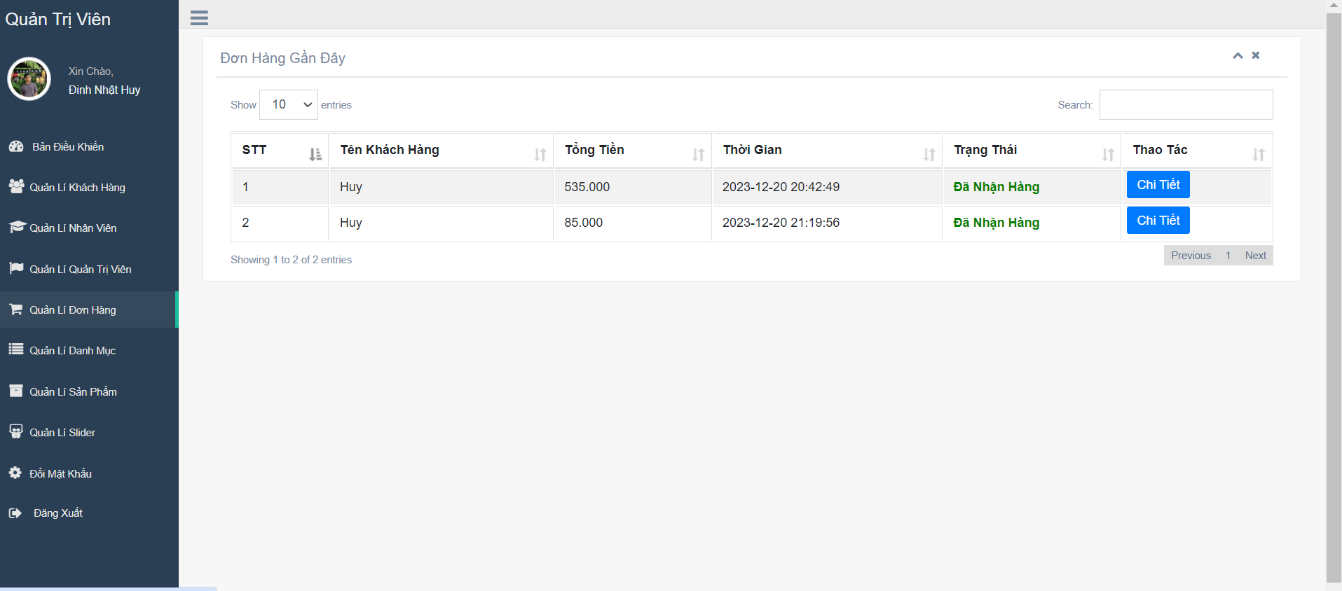 Quản Trị Viên
Xin Chào,
Đinh Nhật Huy
Bản Điều Khiển
Quản Lí Khách Hàng
Quản Lí Nhân Viên
Quản Lí Quản Trị Viên
Quản Lí Đơn Hàng
Quản Lí Danh Mục
Quản Lí Sản Phẩm
Quản Lí Slider
Đổi Mật Khẩu
Đăng Xuất
Đơn Hàng Gần Đây
Show 10 entries
Search:
STT Tên Khách Hàng Tổng Tiền Thời Gian Trạng Thái Thao Tác
1 Huy 535.000 2023-12-20 20:42:49 Đã Nhận Hàng Chi Tiết
2 Huy 85.000 2023-12-20 21:19:56 Đã Nhận Hàng Chi Tiết
Showing 1 to 2 of 2 entries
Previous 1 Next